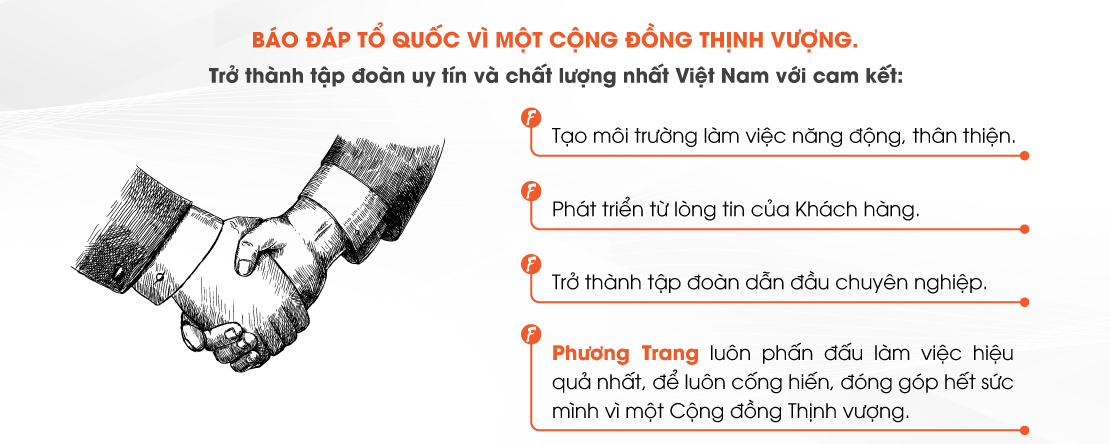 BÁO ĐÁP TỔ QUỐC VÌ MỘT CỘNG ĐỒNG THỊNH VƯỢNG.
Trở thành tập đoàn uy tín và chất lượng nhất Việt Nam với cam kết:
F
Tạo môi trường làm việc năng động, thân thiện.
F
Phát triển từ lòng tin của Khách hàng.
F
Trở thành tập đoàn dẫn đầu chuyên nghiệp.
F
Phương Trang luôn phấn đấu làm việc hiệu
quả nhất, để luôn cống hiến, đóng góp hết sức
mình vì một Cộng đồng Thịnh vượng.